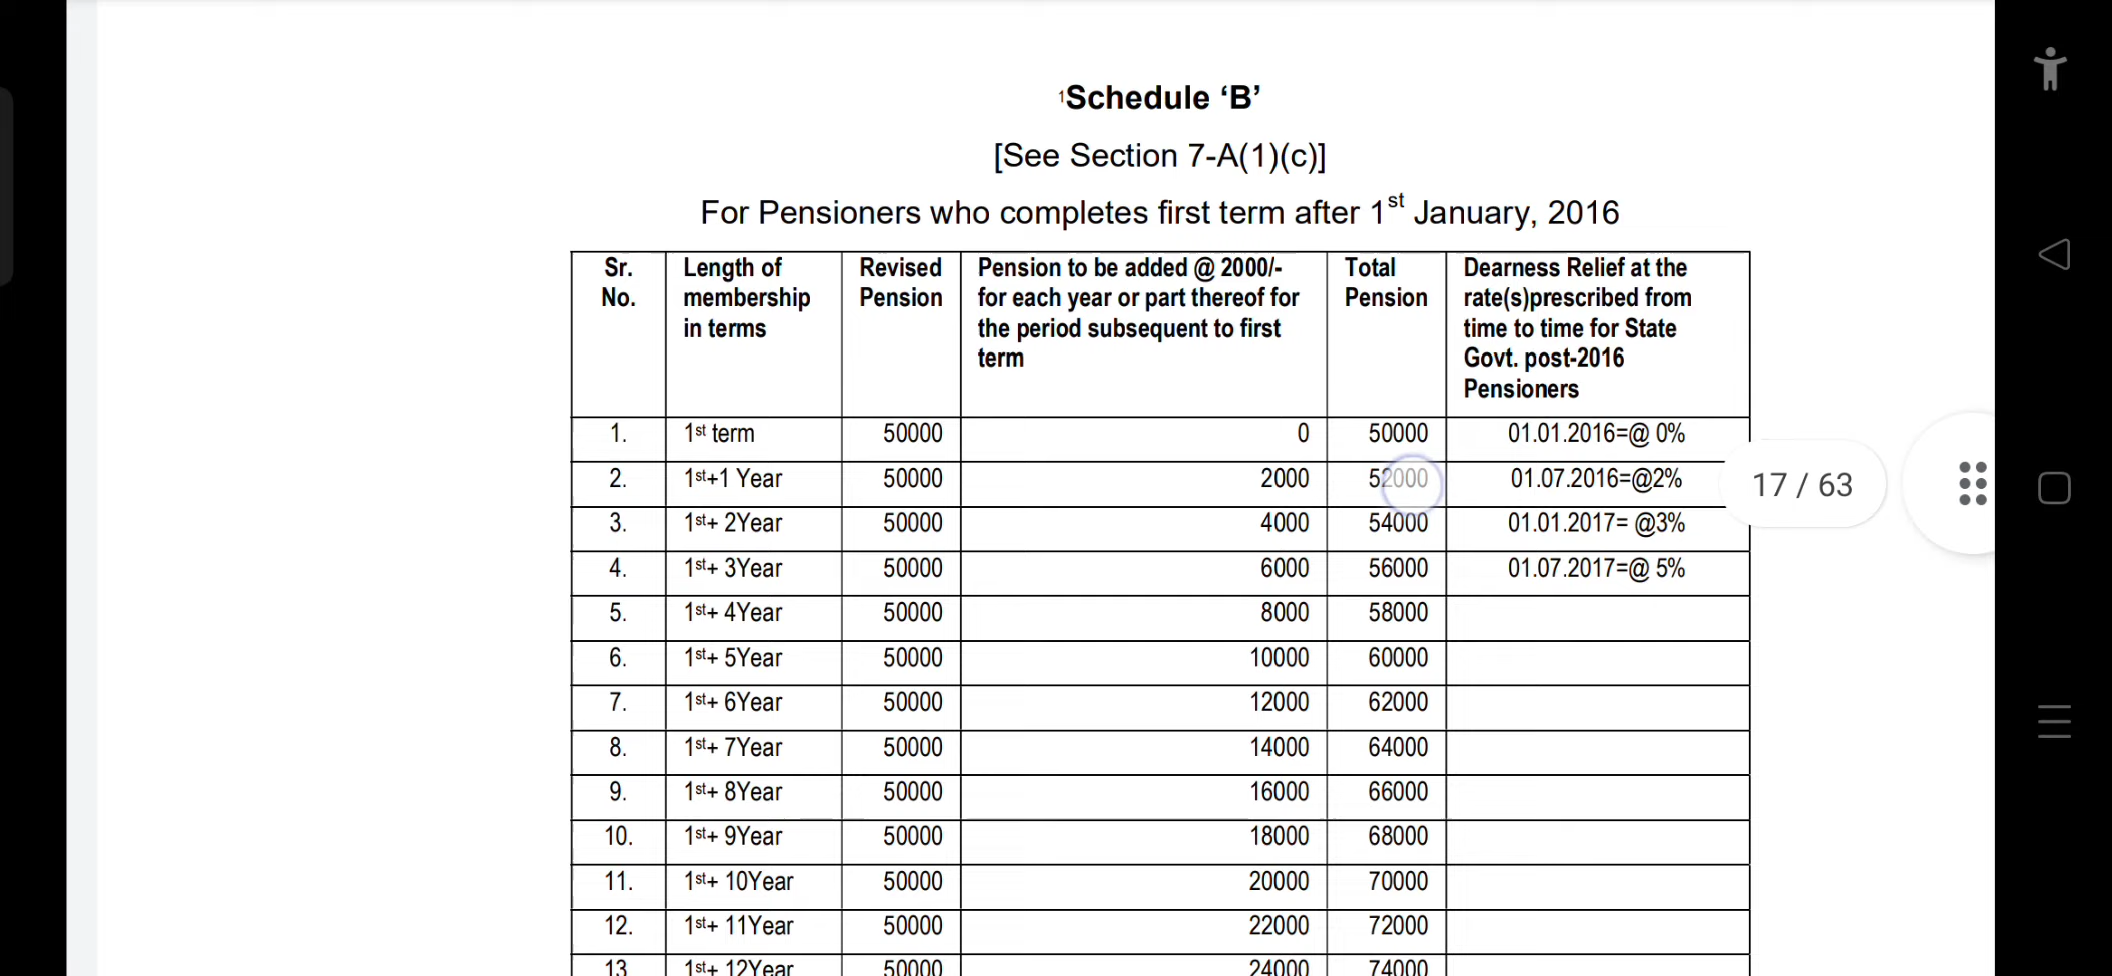 1Schedule ‘B’
[See Section 7-A(1)(c)]
For Pensioners who completes first term after 1st January, 2016
Sr. No. Length of membership in terms Revised Pension Pension to be added @ 2000/- for each year or part thereof for the period subsequent to first term Total Pension Dearness Relief at the rate(s)prescribed from time to time for State Govt. post-2016 Pensioners
1. 1st term 50000 0 50000 01.01.2016=@ 0%
2. 1st+1 Year 50000 2000 52000 01.07.2016=@2%
3. 1st+ 2Year 50000 4000 54000 01.01.2017= @3%
4. 1st+ 3Year 50000 6000 56000 01.07.2017=@ 5%
5. 1st+ 4Year 50000 8000 58000
6. 1st+ 5Year 50000 10000 60000
7. 1st+ 6Year 50000 12000 62000
8. 1st+ 7Year 50000 14000 64000
9. 1st+ 8Year 50000 16000 66000
10. 1st+ 9Year 50000 18000 68000
11. 1st+ 10Year 50000 20000 70000
12. 1st+ 11Year 50000 22000 72000
13 1st+ 12Year 50000 24000 74000
17 / 63